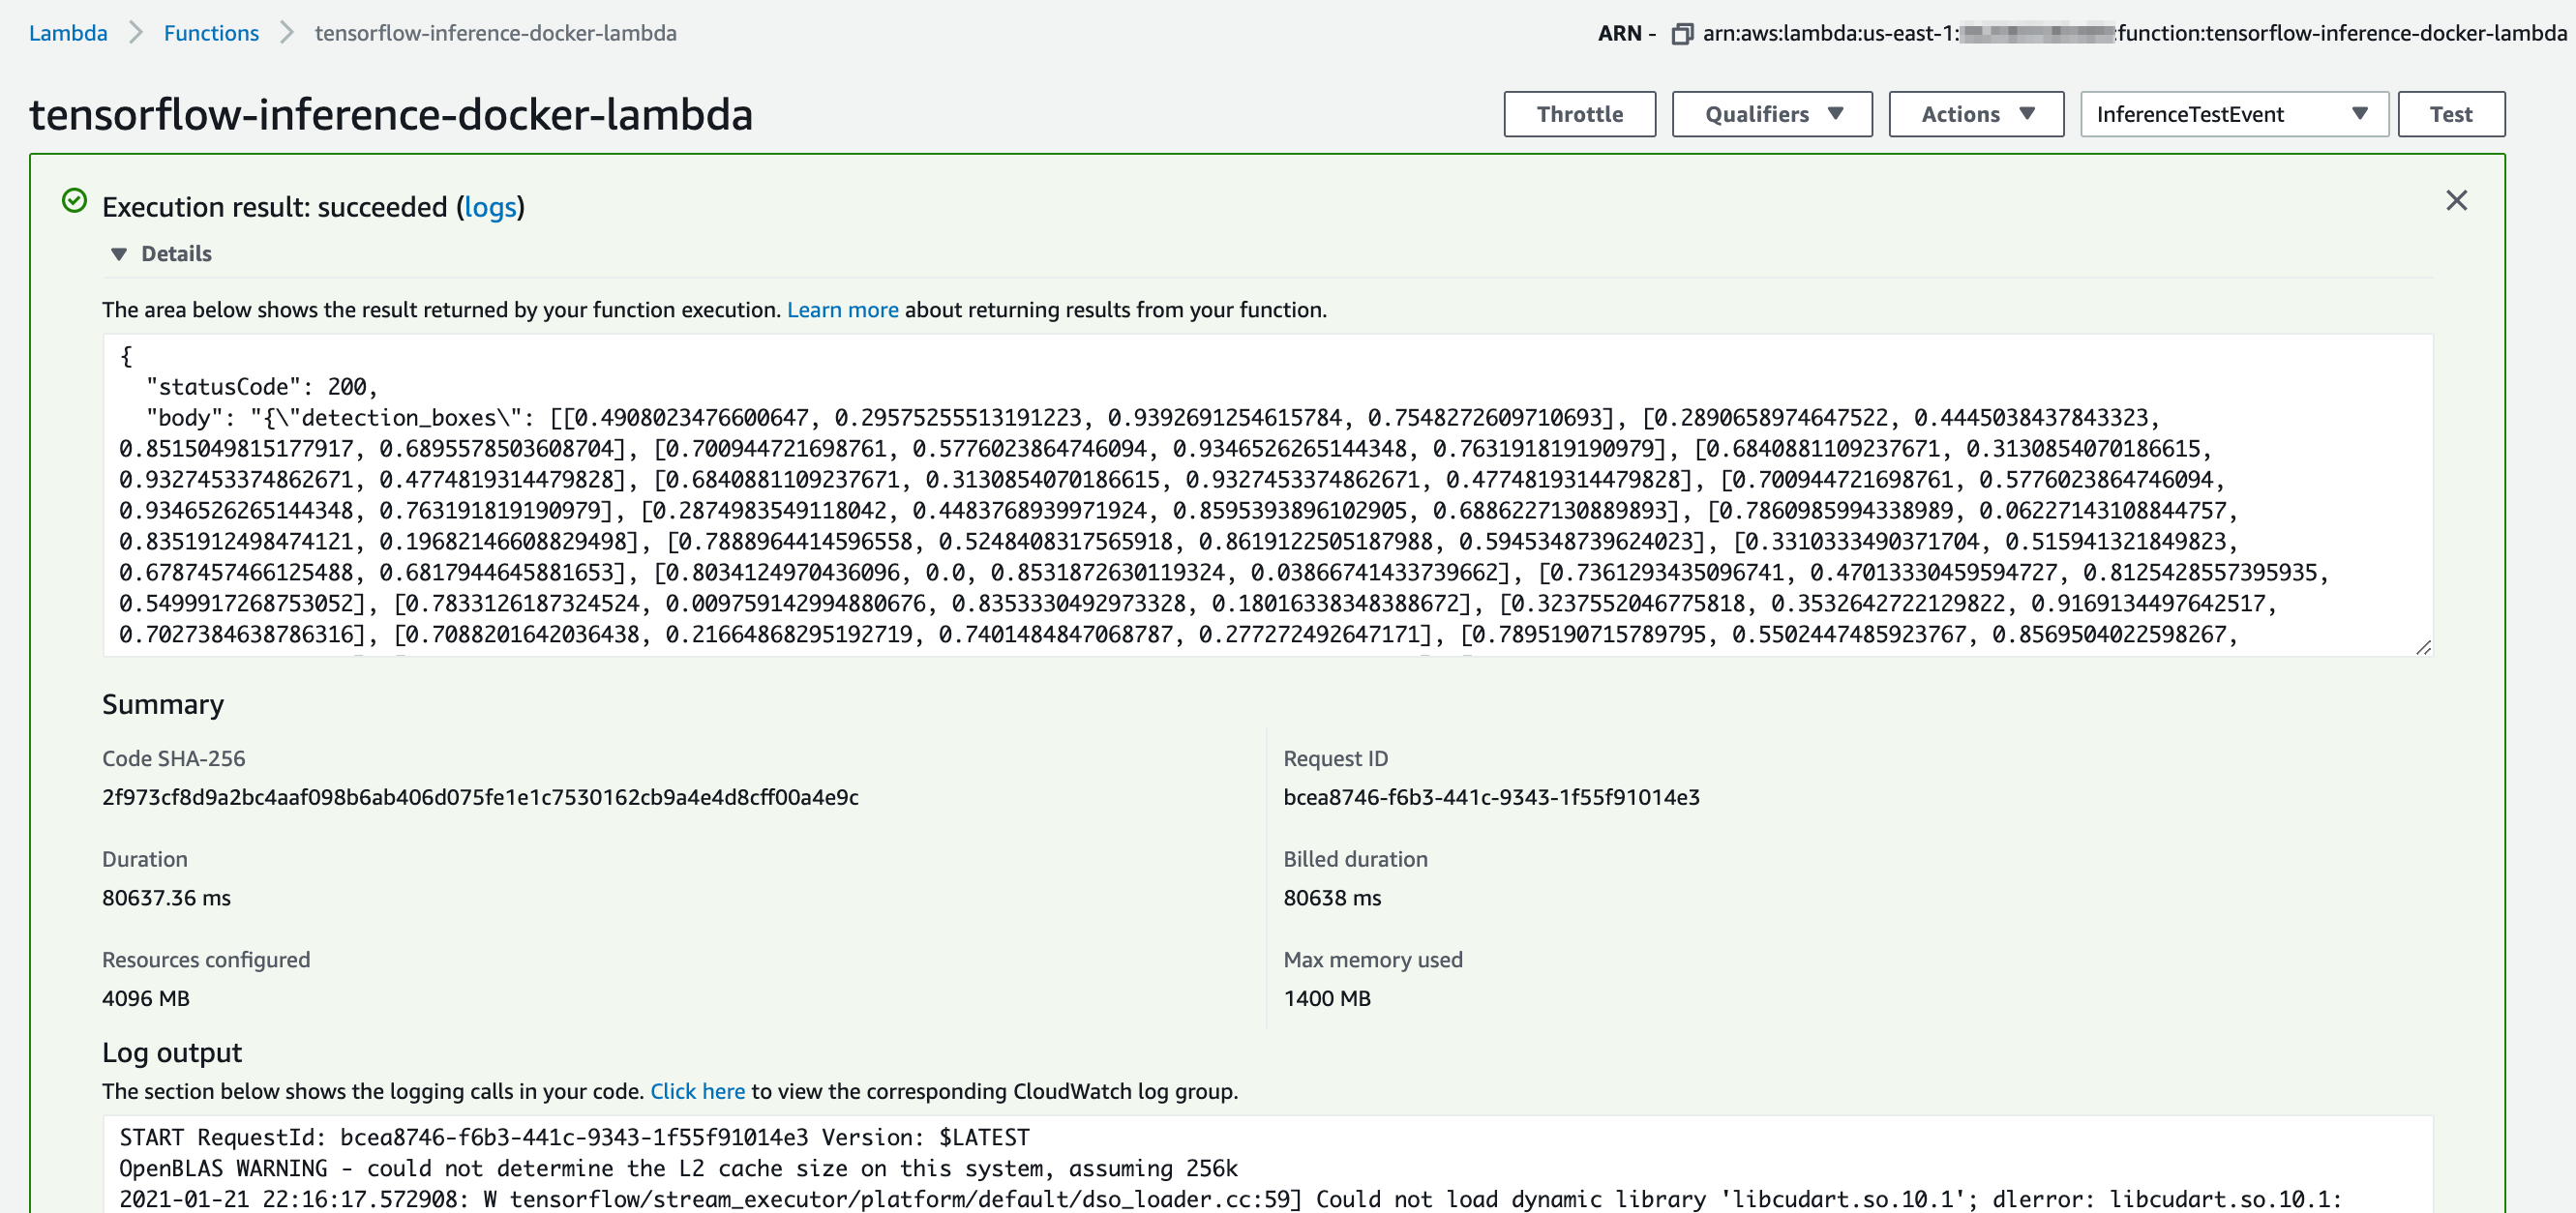 Lambda > Functions > tensorflow-inference-docker-lambda
ARN - arn:aws:lambda:us-east-1: :function:tensorflow-inference-docker-lambda
tensorflow-inference-docker-lambda
Throttle
Qualifiers
Actions
InferenceTestEvent
Test
Execution result: succeeded (logs)
Details
The area below shows the result returned by your function execution. Learn more about returning results from your function.
{
"statusCode": 200,
"body": "{\"detection_boxes\": [[0.4908023476600647, 0.29575255513191223, 0.9392691254615784, 0.7548272609710693], [0.2890658974647522, 0.4445038437843323,
0.8515049815177917, 0.6895578503608704], [0.700944721698761, 0.5776023864746094, 0.9346526265144348, 0.763191819190979], [0.6840881109237671, 0.3130854070186615,
0.9327453374862671, 0.4774819314479828], [0.6840881109237671, 0.3130854070186615, 0.9327453374862671, 0.4774819314479828], [0.700944721698761, 0.5776023864746094,
0.9346526265144348, 0.763191819190979], [0.2874983549118042, 0.4483768939971924, 0.8595393896102905, 0.6886227130889893], [0.7860985994338989, 0.06227143108844757,
0.8351912498474121, 0.19682146608829498], [0.7888964414596558, 0.5248408317565918, 0.8619122505187988, 0.5945348739624023], [0.3310333490371704, 0.515941321849823,
0.6787457466125488, 0.6817944645881653], [0.8034124970436096, 0.0, 0.8531872630119324, 0.03866741433739662], [0.7361293435096741, 0.47013330459594727, 0.8125428557395935,
0.5499917268753052], [0.7833126187324524, 0.009759142994880676, 0.8353330492973328, 0.18016338348388672], [0.3237552046775818, 0.3532642722129822, 0.9169134497642517,
0.7027384638786316], [0.7088201642036438, 0.21664868295192719, 0.7401484847068787, 0.277272492647171], [0.7895190715789795, 0.5502447485923767, 0.8569504022598267,
Summary
Code SHA-256
2f973cf8d9a2bc4aaf098b6ab406d075fe1e1c7530162cb9a4e4d8cff00a4e9c
Request ID
bcea8746-f6b3-441c-9343-1f55f91014e3
Duration
80637.36 ms
Billed duration
80638 ms
Resources configured
4096 MB
Max memory used
1400 MB
Log output
The section below shows the logging calls in your code. Click here to view the corresponding CloudWatch log group.
START RequestId: bcea8746-f6b3-441c-9343-1f55f91014e3 Version: $LATEST
OpenBLAS WARNING - could not determine the L2 cache size on this system, assuming 256k
2021-01-21 22:16:17.572908: W tensorflow/stream_executor/platform/default/dso_loader.cc:59] Could not load dynamic library 'libcudart.so.10.1'; dlerror: libcudart.so.10.1: